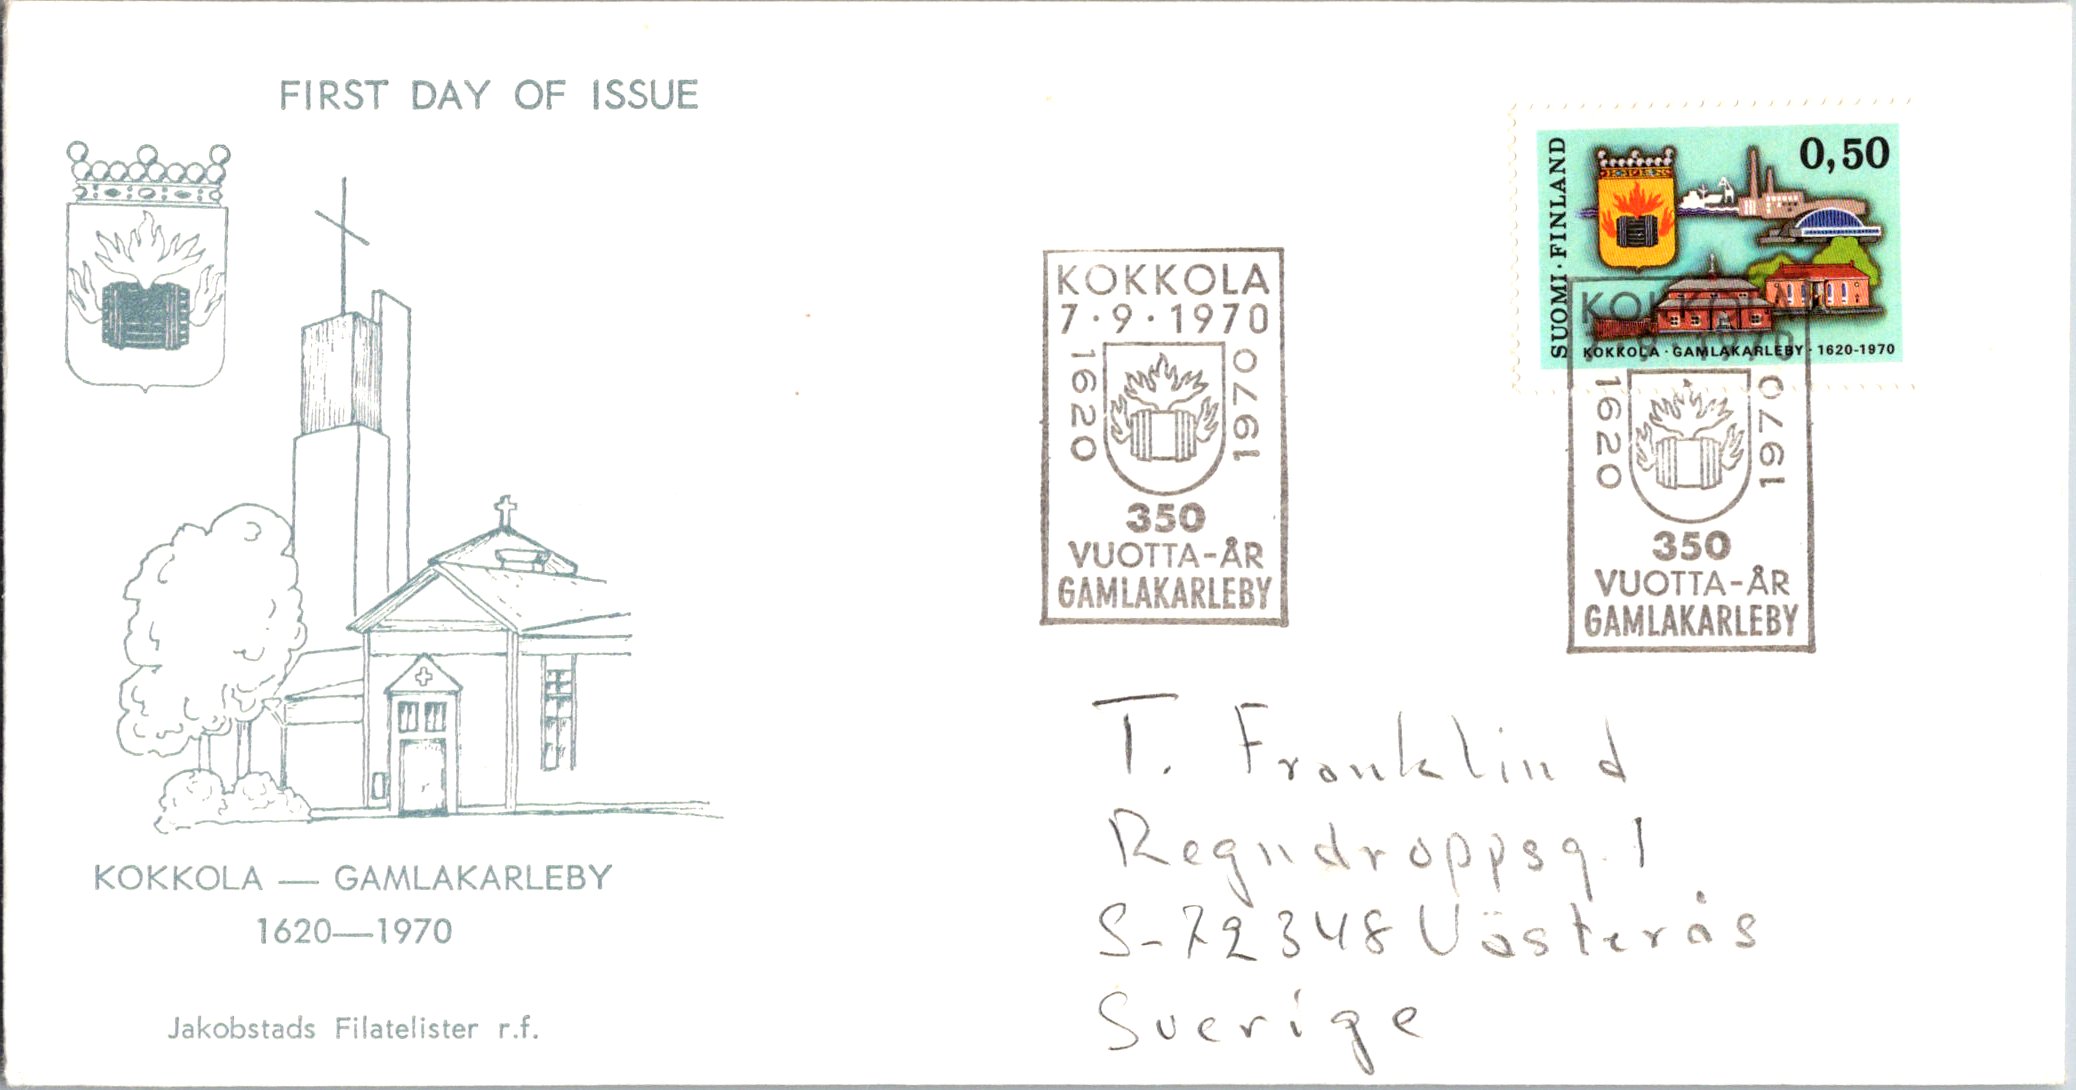 FIRST DAY OF ISSUE
KOKKOLA — GAMLAKARLEBY
1620—1970
Jakobstads Filatelister r.f.
KOKKOLA
7·9·1970
1620
1970
350
VUOTTA-ÅR
GAMLAKARLEBY
SUOMI·FINLAND
0,50
KOKKOLA·GAMLAKARLEBY·1620-1970
KOKKOLA
1970
1620
1970
350
VUOTTA-ÅR
GAMLAKARLEBY
T. Franklind
Regndroppsg. 1
S-72348 Västerås
Sverige